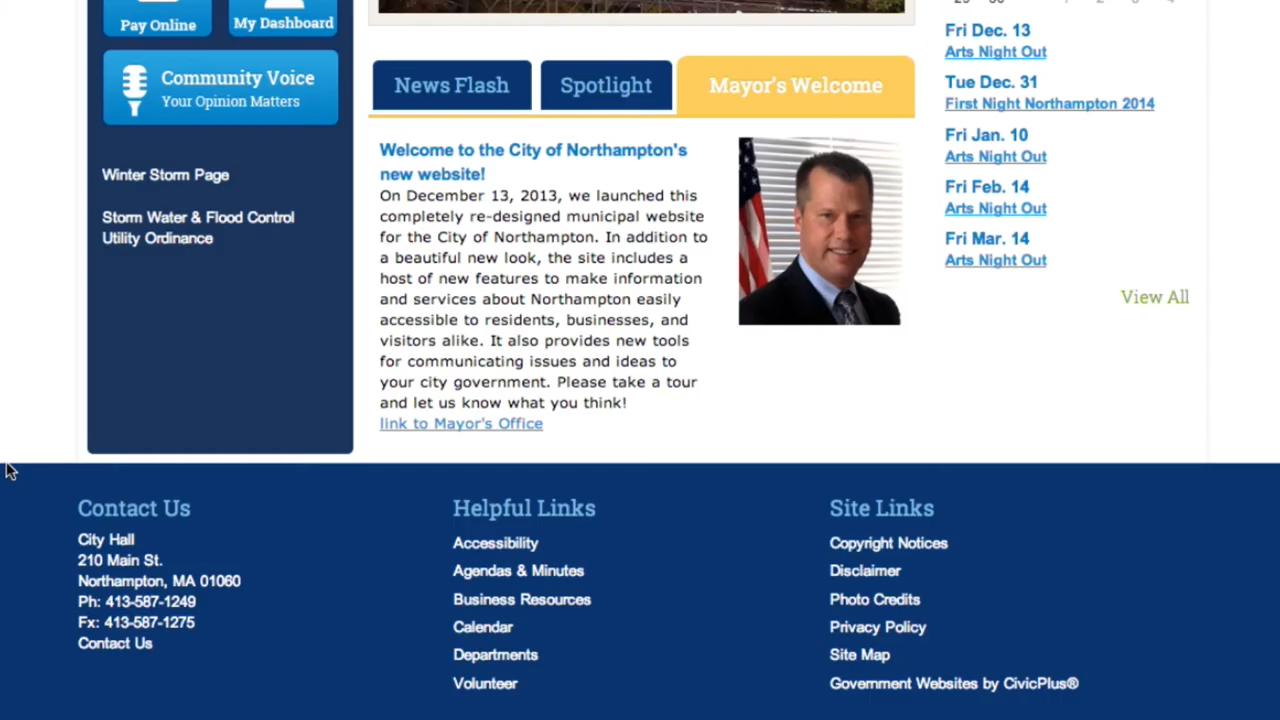 Pay Online
My Dashboard
Community Voice
Your Opinion Matters
Winter Storm Page
Storm Water & Flood Control
Utility Ordinance
News Flash
Spotlight
Mayor's Welcome
Welcome to the City of Northampton's
new website!
On December 13, 2013, we launched this
completely re-designed municipal website
for the City of Northampton. In addition to
a beautiful new look, the site includes a
host of new features to make information
and services about Northampton easily
accessible to residents, businesses, and
visitors alike. It also provides new tools
for communicating issues and ideas to
your city government. Please take a tour
and let us know what you think!
link to Mayor's Office
Fri Dec. 13
Arts Night Out
Tue Dec. 31
First Night Northampton 2014
Fri Jan. 10
Arts Night Out
Fri Feb. 14
Arts Night Out
Fri Mar. 14
Arts Night Out
View All
Contact Us
City Hall
210 Main St.
Northampton, MA 01060
Ph: 413-587-1249
Fx: 413-587-1275
Contact Us
Helpful Links
Accessibility
Agendas & Minutes
Business Resources
Calendar
Departments
Volunteer
Site Links
Copyright Notices
Disclaimer
Photo Credits
Privacy Policy
Site Map
Government Websites by CivicPlus®